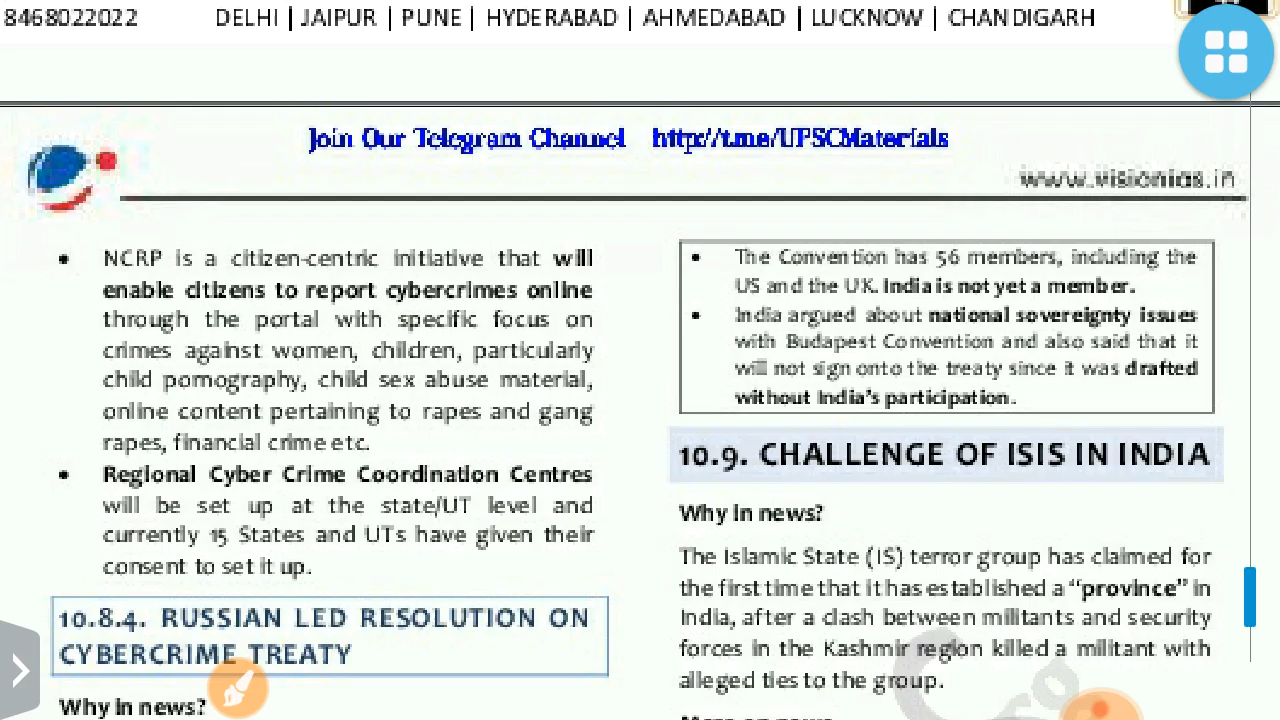 8468022022 DELHI | JAIPUR | PUNE | HYDERABAD | AHMEDABAD | LUCKNOW | CHANDIGARH
Join Our Telegram Channel http://t.me/UPSCMaterials
www.visionias.in
• NCRP is a citizen-centric initiative that will
enable citizens to report cybercrimes online
through the portal with specific focus on
crimes against women, children, particularly
child pornography, child sex abuse material,
online content pertaining to rapes and gang
rapes, financial crime etc.
• Regional Cyber Crime Coordination Centres
will be set up at the state/UT level and
currently 15 States and UTs have given their
consent to set it up.
10.8.4. RUSSIAN LED RESOLUTION ON
CYBERCRIME TREATY
Why in news?
• The Convention has 56 members, including the
US and the UK. India is not yet a member.
• India argued about national sovereignty issues
with Budapest Convention and also said that it
will not sign onto the treaty since it was drafted
without India's participation.
10.9. CHALLENGE OF ISIS IN INDIA
Why in news?
The Islamic State (IS) terror group has claimed for
the first time that it has established a "province" in
India, after a clash between militants and security
forces in the Kashmir region killed a militant with
alleged ties to the group.